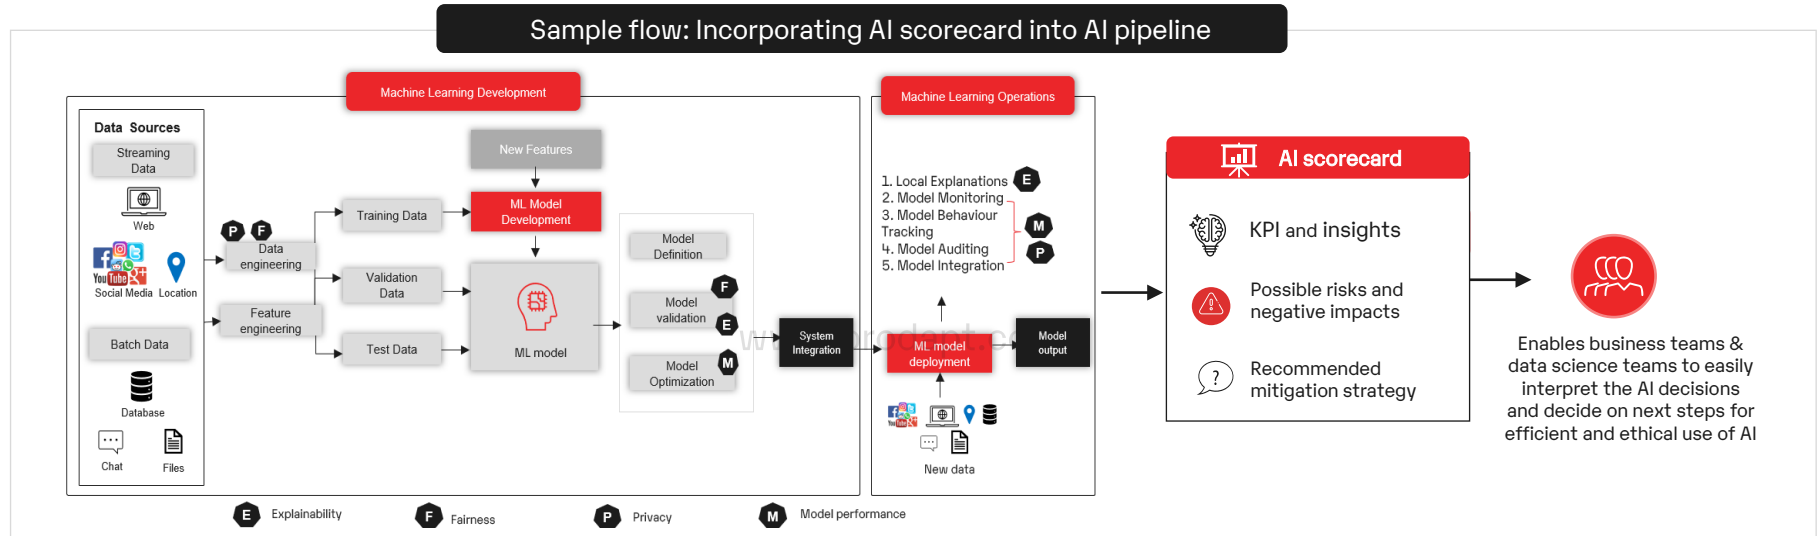 Sample flow: Incorporating AI scorecard into AI pipeline
Machine Learning Development
Data Sources
Streaming
Data
Web
You Tube
Social Media
Location
Batch Data
Database
Chat
Files
P
F
Data
engineering
Feature
engineering
Training Data
Validation
Data
Test Data
New Features
ML Model
Development
ML model
Model
Definition
F
Model
validation
E
Model
Optimization
M
System
Integration
Machine Learning Operations
1. Local Explanations
E
2. Model Monitoring
3. Model Behaviour
Tracking
M
4. Model Auditing
P
5. Model Integration
ML model
deployment
Model
output
You Tube
New data
AI scorecard
KPI and insights
Possible risks and
negative impacts
?
Recommended
mitigation strategy
Enables business teams &
data science teams to easily
interpret the AI decisions
and decide on next steps for
efficient and ethical use of AI
E Explainability
F Fairness
P Privacy
M Model performance